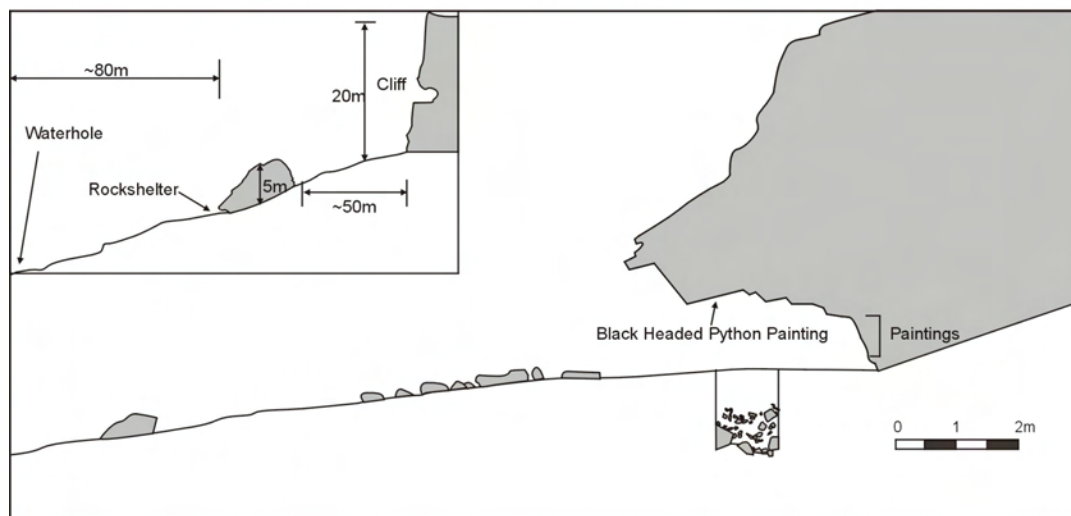 ~80m
20m
Cliff
Waterhole
Rockshelter
5m
~50m
Black Headed Python Painting
Paintings
0 1 2m